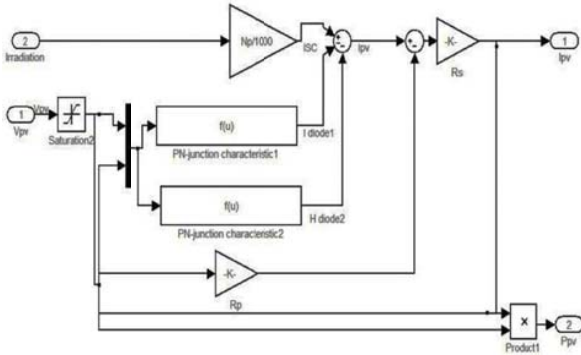 2
Irradiation
Np/1000
ISC
Ipv
-K-
Rs
1
Ipv
1
Vpv
Vpv
Saturation2
f(u)
I diode1
PN-junction characteristic1
f(u)
H diode2
PN-junction characteristic2
-K-
Rp
×
Product1
2
Ppv